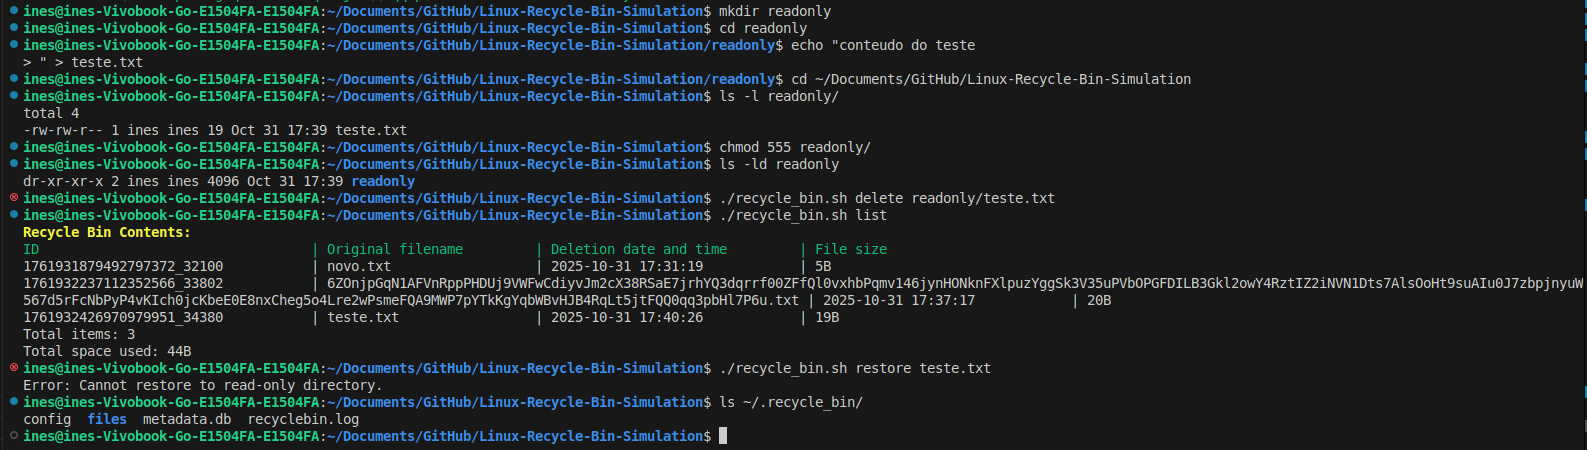 ines@ines-Vivobook-Go-E1504FA-E1504FA:~/Documents/GitHub/Linux-Recycle-Bin-Simulation$ mkdir readonly
ines@ines-Vivobook-Go-E1504FA-E1504FA:~/Documents/GitHub/Linux-Recycle-Bin-Simulation$ cd readonly
ines@ines-Vivobook-Go-E1504FA-E1504FA:~/Documents/GitHub/Linux-Recycle-Bin-Simulation/readonly$ echo "conteudo do teste
> " > teste.txt
ines@ines-Vivobook-Go-E1504FA-E1504FA:~/Documents/GitHub/Linux-Recycle-Bin-Simulation/readonly$ cd ~/Documents/GitHub/Linux-Recycle-Bin-Simulation
ines@ines-Vivobook-Go-E1504FA-E1504FA:~/Documents/GitHub/Linux-Recycle-Bin-Simulation$ ls -l readonly/
total 4
-rw-rw-r-- 1 ines ines 19 Oct 31 17:39 teste.txt
ines@ines-Vivobook-Go-E1504FA-E1504FA:~/Documents/GitHub/Linux-Recycle-Bin-Simulation$ chmod 555 readonly/
ines@ines-Vivobook-Go-E1504FA-E1504FA:~/Documents/GitHub/Linux-Recycle-Bin-Simulation$ ls -ld readonly
dr-xr-xr-x 2 ines ines 4096 Oct 31 17:39 readonly
ines@ines-Vivobook-Go-E1504FA-E1504FA:~/Documents/GitHub/Linux-Recycle-Bin-Simulation$ ./recycle_bin.sh delete readonly/teste.txt
ines@ines-Vivobook-Go-E1504FA-E1504FA:~/Documents/GitHub/Linux-Recycle-Bin-Simulation$ ./recycle_bin.sh list
Recycle Bin Contents:
ID | Original filename | Deletion date and time | File size
1761931879492797372_32100 | novo.txt | 2025-10-31 17:31:19 | 5B
1761932237112352566_33802 | 6ZOnjpGqN1AFVnRppPHDUj9VWFwCdiyvJm2cX38RSaE7jrhYQ3dqrrf00ZFfQl0vxhbPqmv146jynHONknFXlpuzYggSk3V35uPVbOPGFDILB3Gkl2owY4RztIZ2iNVN1Dts7AlsOoHt9suAIu0J7zbpjnyuW
567d5rFcNbPyP4vKIch0jcKbeE0E8nxCheg5o4Lre2wPsmeFQA9MWP7pYTkKgYqbWBvHJB4RqLt5jtFQQ0qq3pbHl7P6u.txt | 2025-10-31 17:37:17 | 20B
1761932426970979951_34380 | teste.txt | 2025-10-31 17:40:26 | 19B
Total items: 3
Total space used: 44B
ines@ines-Vivobook-Go-E1504FA-E1504FA:~/Documents/GitHub/Linux-Recycle-Bin-Simulation$ ./recycle_bin.sh restore teste.txt
Error: Cannot restore to read-only directory.
ines@ines-Vivobook-Go-E1504FA-E1504FA:~/Documents/GitHub/Linux-Recycle-Bin-Simulation$ ls ~/.recycle_bin/
config files metadata.db recyclebin.log
ines@ines-Vivobook-Go-E1504FA-E1504FA:~/Documents/GitHub/Linux-Recycle-Bin-Simulation$